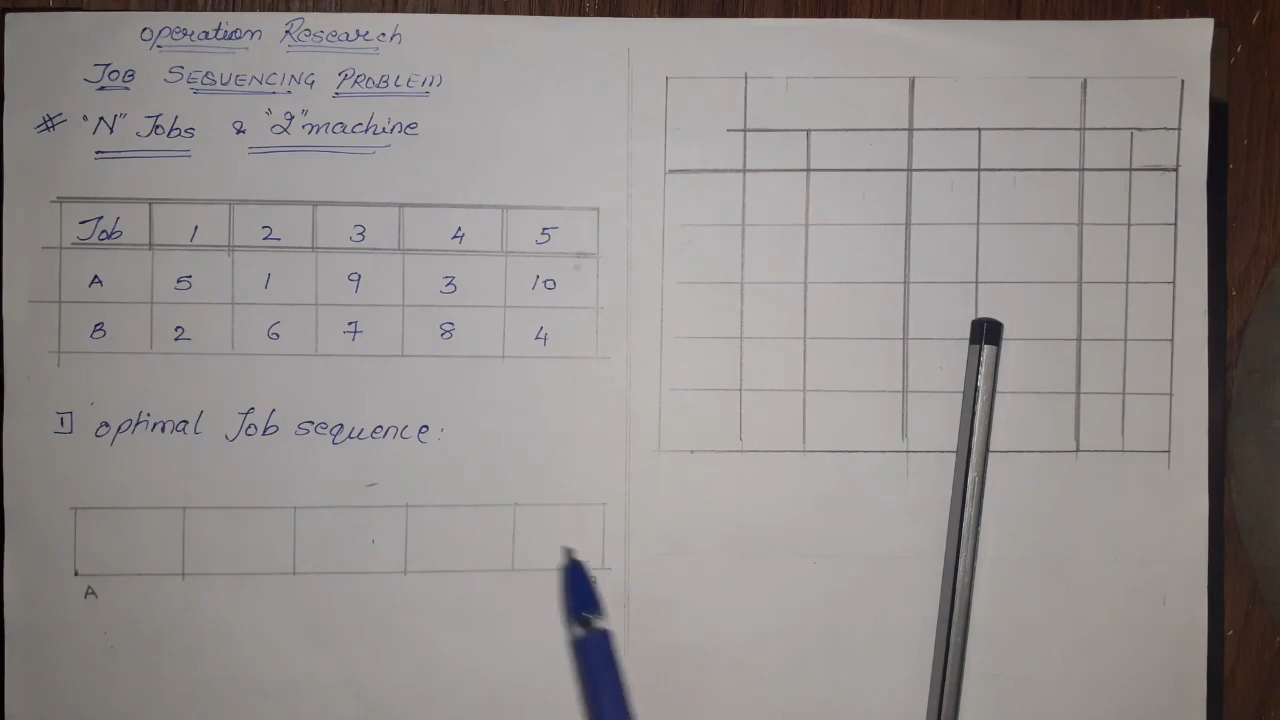 Operation Research
JOB SEQUENCING PROBLEM
* "N" Jobs & "2" machine
Job 1 2 3 4 5
A 5 1 9 3 10
B 2 6 7 8 4
1] optimal Job sequence:
A